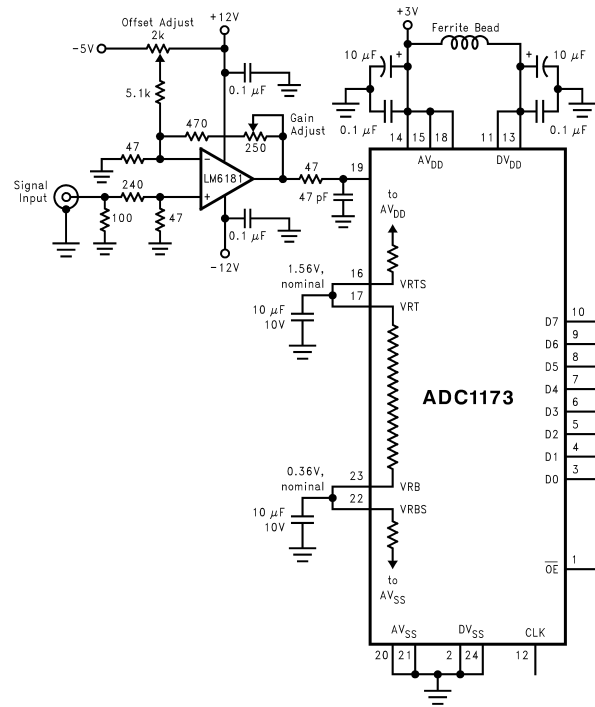 Offset Adjust
2k
+12V
−5V
5.1k
0.1 μF
470
Gain
Adjust
250
47
LM6181
−
+
Signal
Input
240
100
47
0.1 μF
−12V
47
47 pF
19
+3V
Ferrite Bead
10 μF
+
+
10 μF
0.1 μF
0.1 μF
14
15
18
11
13
AVDD
DVDD
to
AVDD
1.56V,
nominal
16
VRTS
17
VRT
10 μF
10V
ADC1173
D7
10
D6
9
D5
8
D4
7
D3
6
D2
5
D1
4
D0
3
0.36V,
nominal
23
VRB
22
VRBS
10 μF
10V
to
AVSS
OE
1
AVSS
DVSS
CLK
20
21
2
24
12